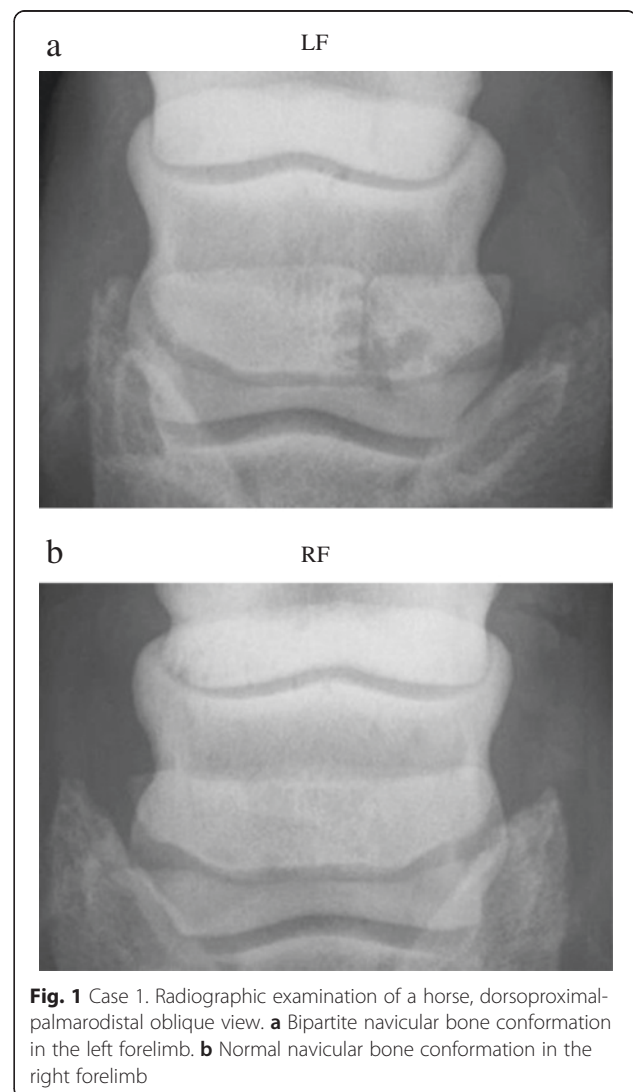 a
LF
b
RF
Fig. 1 Case 1. Radiographic examination of a horse, dorsoproximal-
palmarodistal oblique view. a Bipartite navicular bone conformation
in the left forelimb. b Normal navicular bone conformation in the
right forelimb